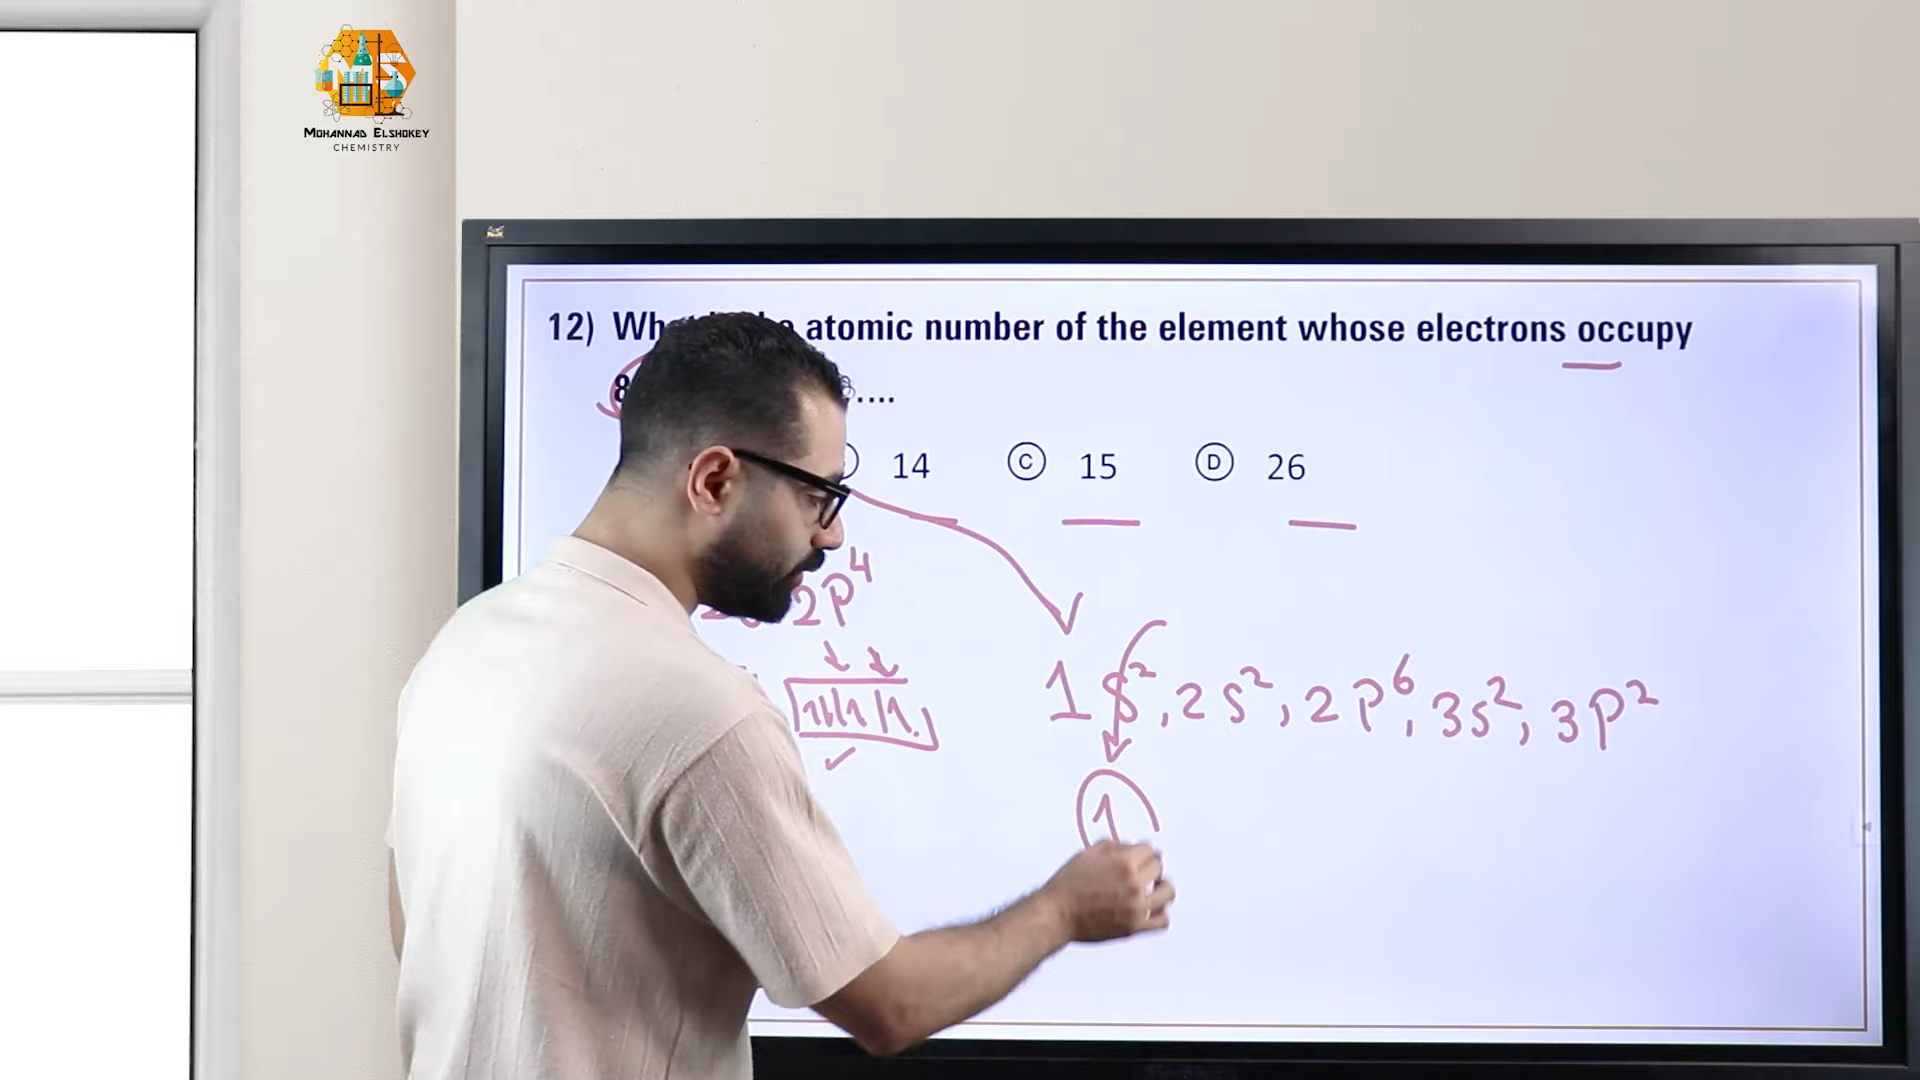 MOHANNAD ELSHOKEY
CHEMISTRY
12) atomic number of the element whose electrons occupy
8 ....
14 C 15 D 26
2p⁴
1s², 2s², 2p⁶, 3s², 3p²
1